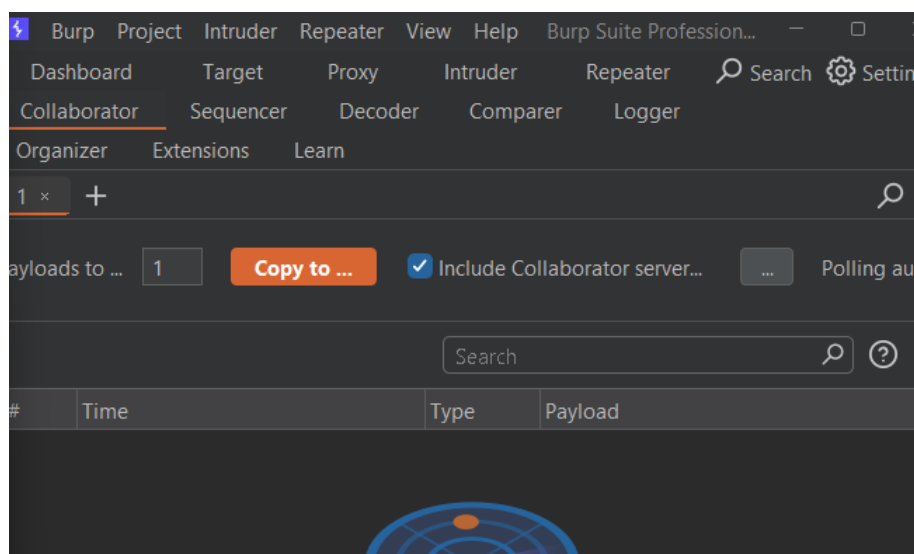 Burp Project Intruder Repeater View Help Burp Suite Profession...
Dashboard Target Proxy Intruder Repeater Search Settin
Collaborator Sequencer Decoder Comparer Logger
Organizer Extensions Learn
1 × +
ayloads to ... 1 Copy to ... Include Collaborator server... ... Polling au
Search
# Time Type Payload